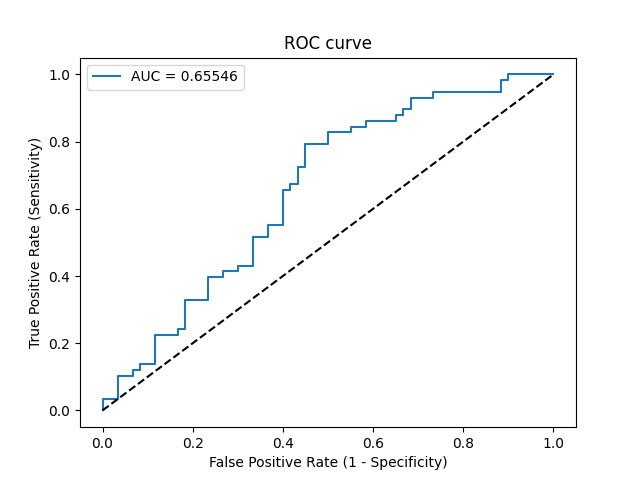 ROC curve
AUC = 0.65546
True Positive Rate (Sensitivity)
1.0
0.8
0.6
0.4
0.2
0.0
0.0 0.2 0.4 0.6 0.8 1.0
False Positive Rate (1 - Specificity)